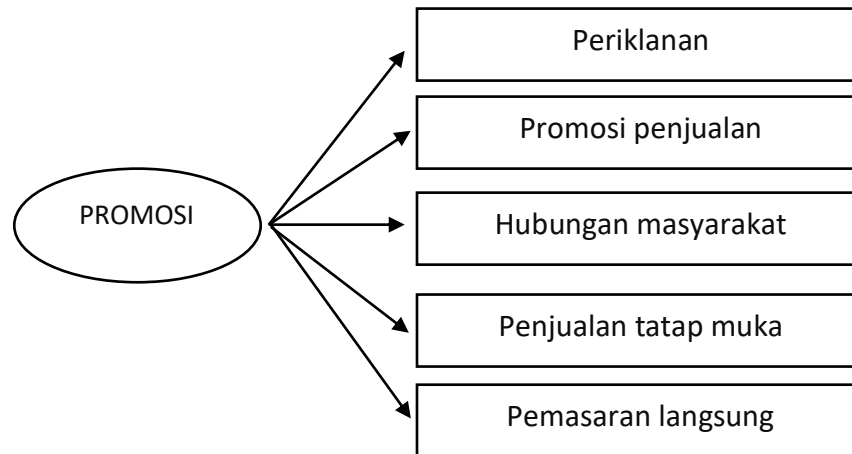 Periklanan
Promosi penjualan
PROMOSI
Hubungan masyarakat
Penjualan tatap muka
Pemasaran langsung